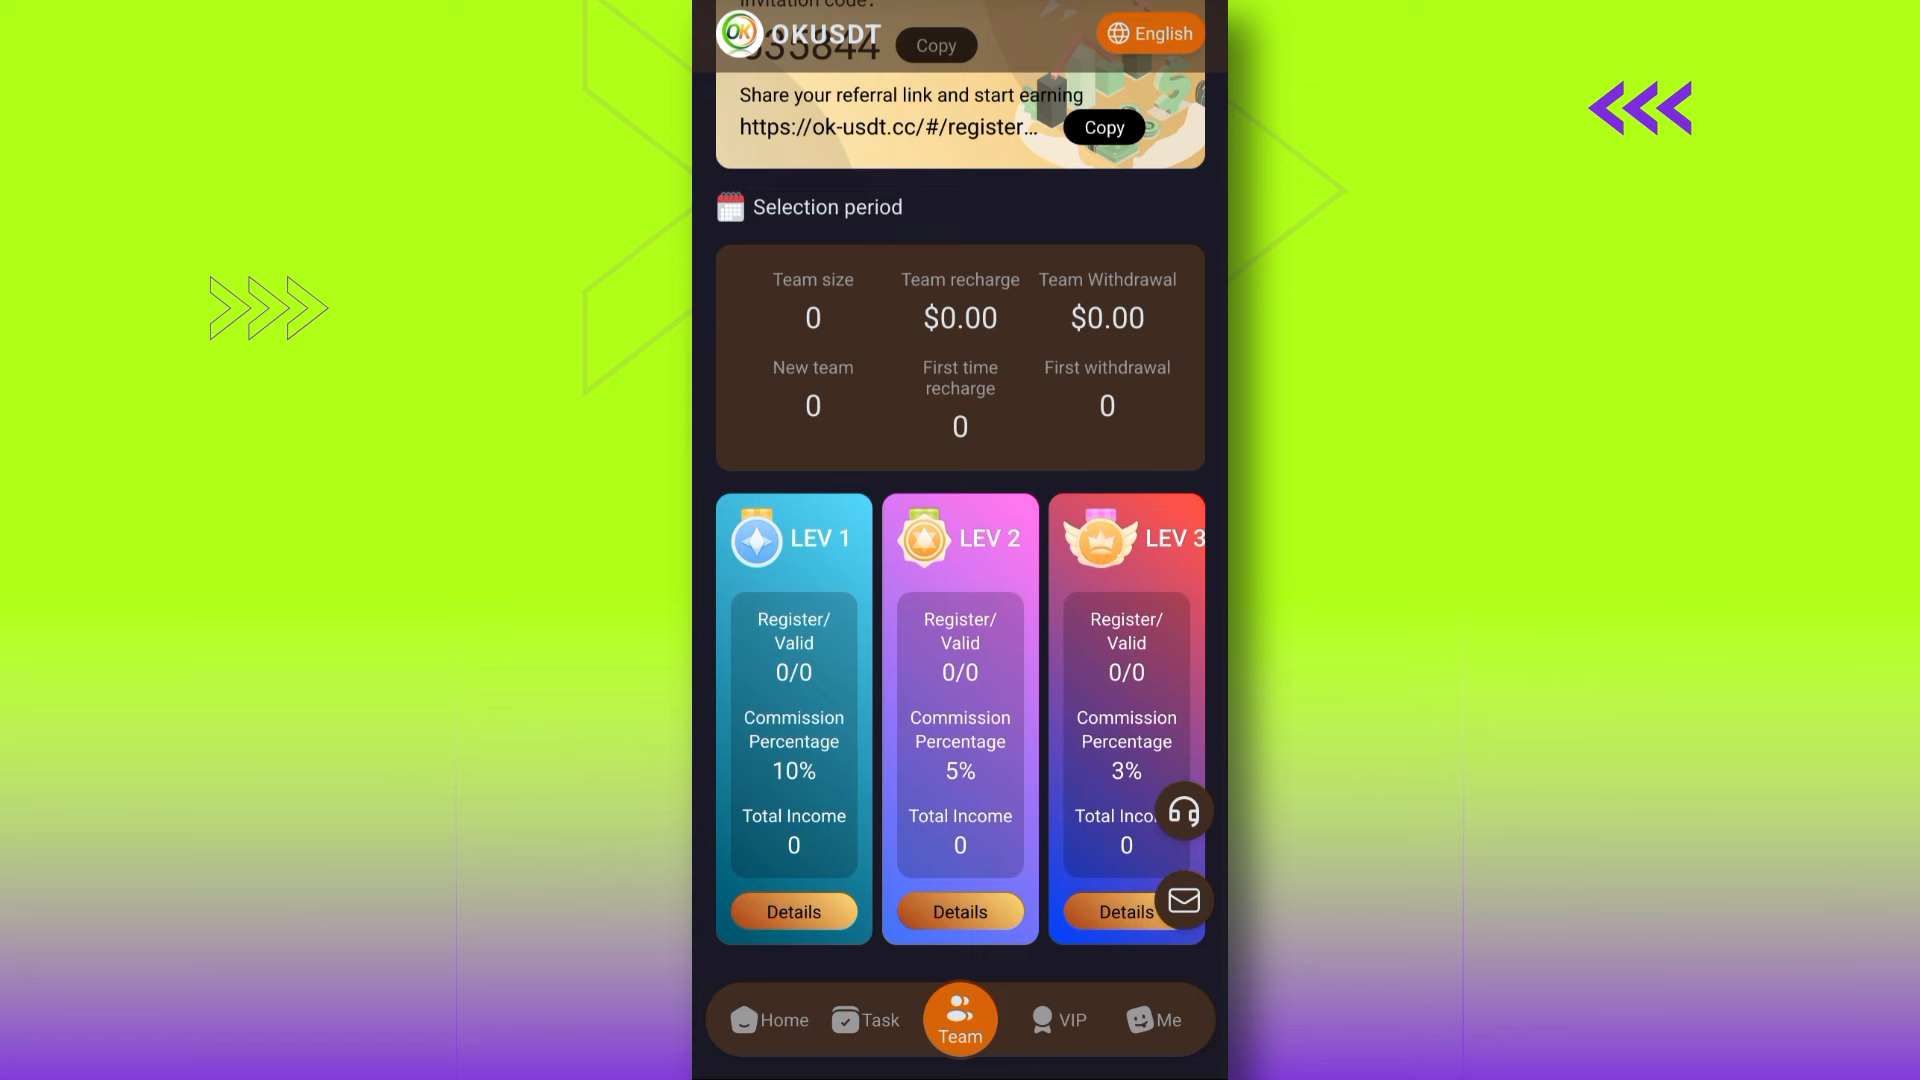 Invitation code:
OKUSDT
English
Copy
Share your referral link and start earning
https://ok-usdt.cc/#/register...
Copy
Selection period
Team size
Team recharge
Team Withdrawal
0
$0.00
$0.00
New team
First time
recharge
First withdrawal
0
0
0
LEV 1
LEV 2
LEV 3
Register/
Valid
0/0
Commission
Percentage
10%
Total Income
0
Details
Register/
Valid
0/0
Commission
Percentage
5%
Total Income
0
Details
Register/
Valid
0/0
Commission
Percentage
3%
Total Inco
0
Details
Home
Task
Team
VIP
Me